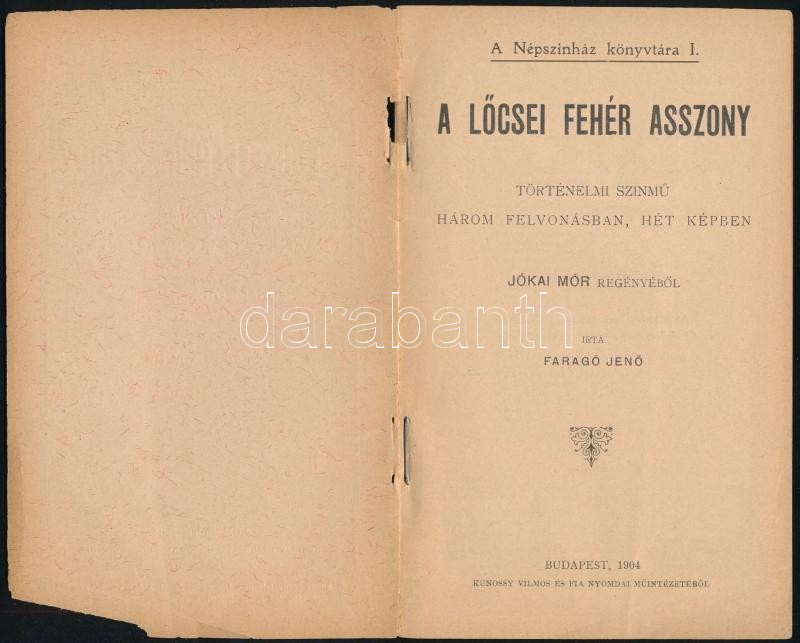 A Népszínház könyvtára I.
A LŐCSEI FEHÉR ASSZONY
TÖRTÉNELMI SZINMŰ
HÁROM FELVONÁSBAN, HÉT KÉPBEN
JÓKAI MÓR REGÉNYÉBŐL
darabanth
IRTA
FARAGÓ JENŐ
BUDAPEST, 1904
KUNOSSY VILMOS ÉS FIA NYOMDAI MŰINTÉZETÉBŐL